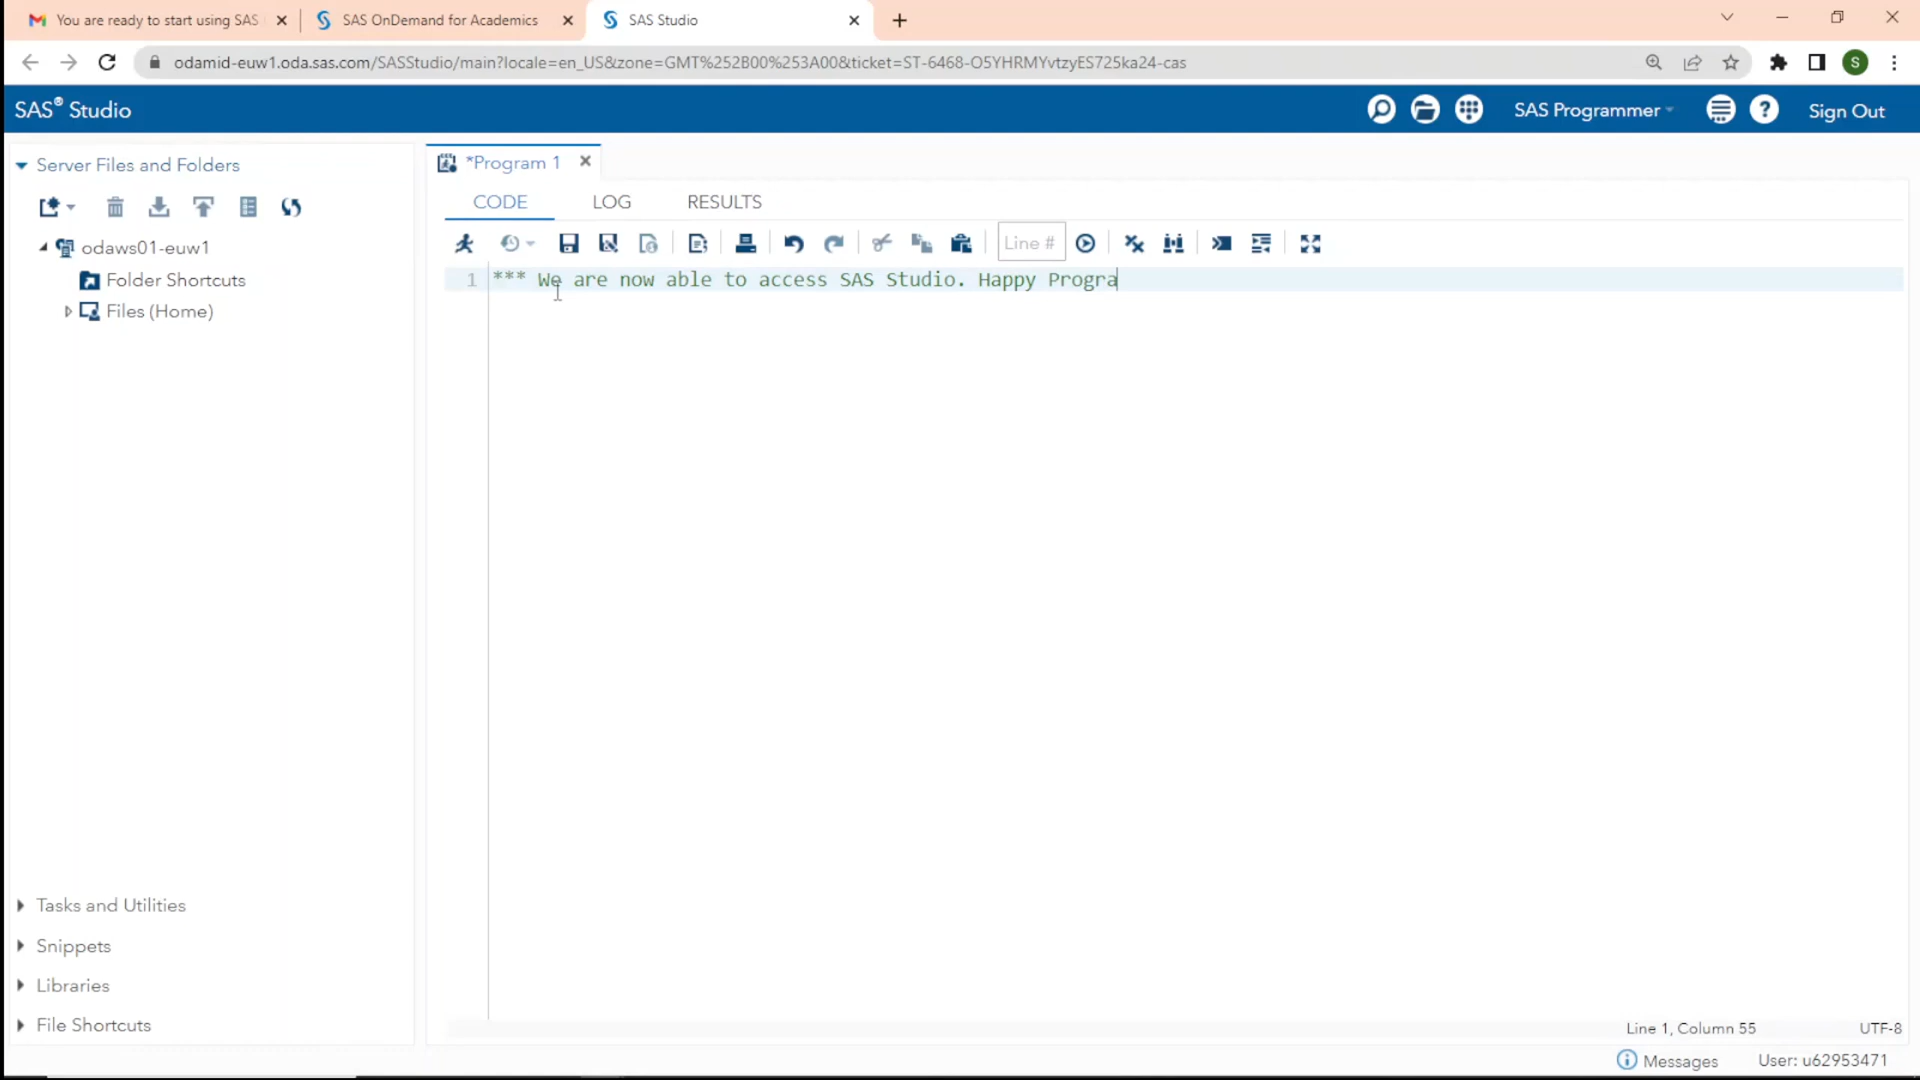 You are ready to start using SAS
SAS OnDemand for Academics
SAS Studio
odamid-euw1.oda.sas.com/SASStudio/main?locale=en_US&zone=GMT%252B00%253A00&ticket=ST-6468-O5YHRMYvtzyES725ka24-cas
S
SAS® Studio
SAS Programmer
Sign Out
Server Files and Folders
*Program 1
CODE LOG RESULTS
Line #
odaws01-euw1
1 *** We are now able to access SAS Studio. Happy Progra
Folder Shortcuts
Files (Home)
Tasks and Utilities
Snippets
Libraries
File Shortcuts
Line 1, Column 55
UTF-8
Messages
User: u62953471